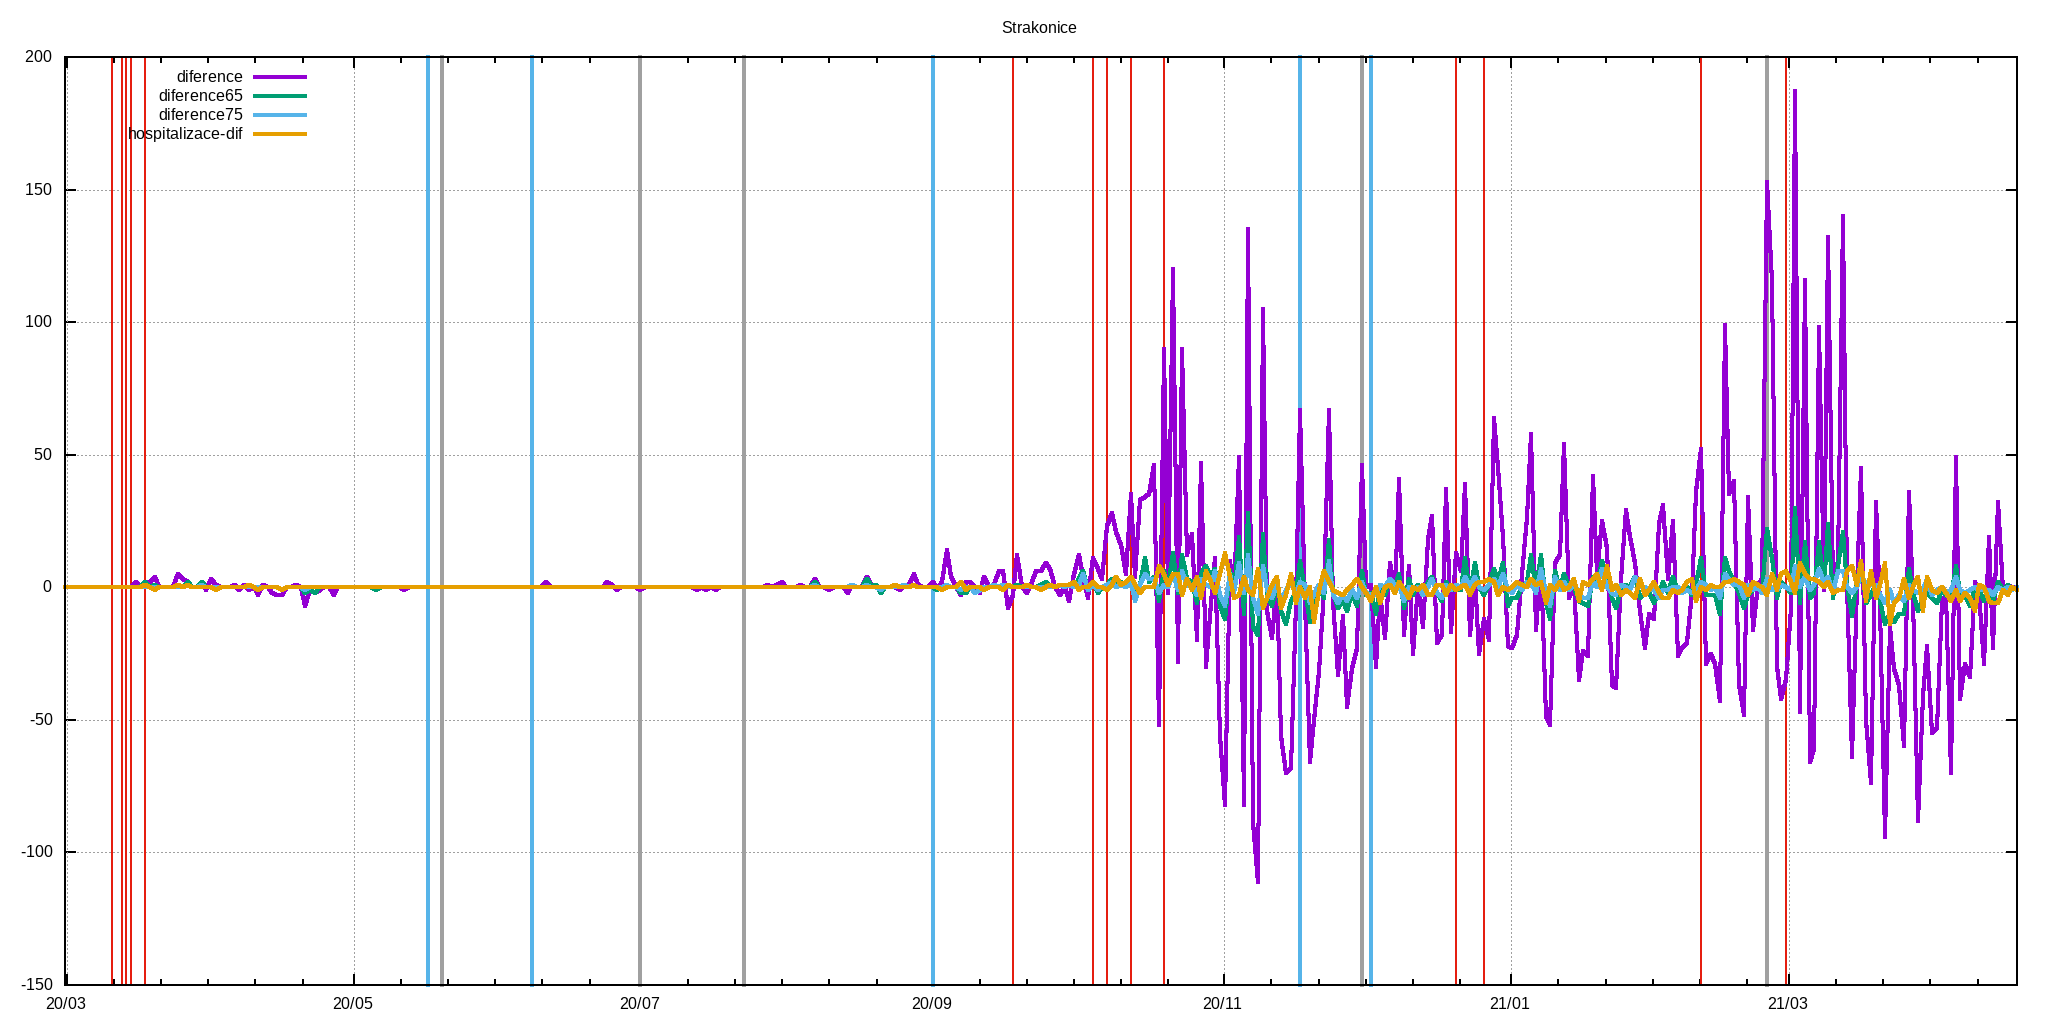 Strakonice
200
diference
diference65
diference75
hospitalizace-dif
150
100
50
0
-50
-100
-150
20/03 20/05 20/07 20/09 20/11 21/01 21/03